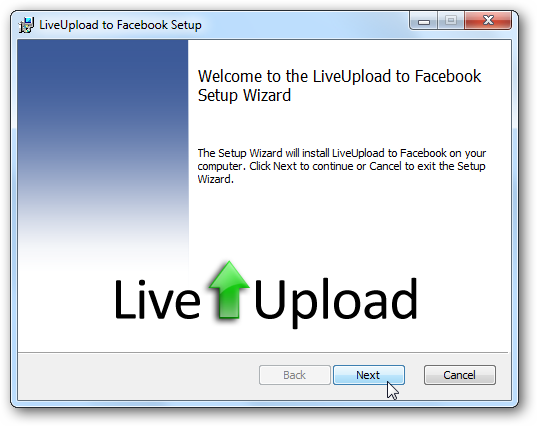 LiveUpload to Facebook Setup
Welcome to the LiveUpload to Facebook
Setup Wizard
The Setup Wizard will install LiveUpload to Facebook on your
computer. Click Next to continue or Cancel to exit the Setup
Wizard.
Live Upload
Back Next Cancel